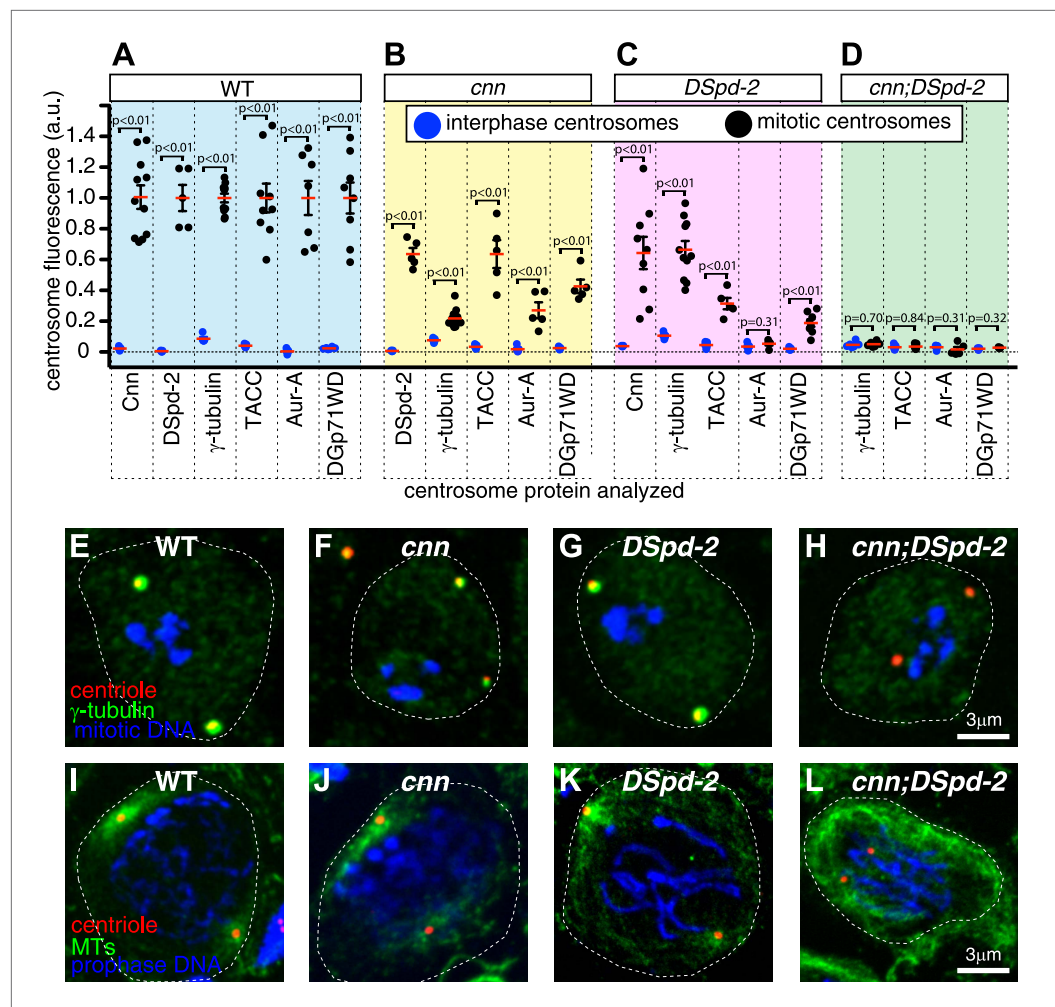 A B C D
WT cnn DSpd-2 cnn;DSpd-2
interphase centrosomes mitotic centrosomes
centrosome fluorescence (a.u.)
1.4
1.2
1.0
0.8
0.6
0.4
0.2
0
p<0.01 p<0.01 p<0.01 p<0.01 p<0.01 p<0.01
p<0.01 p<0.01 p<0.01 p<0.01 p<0.01
p<0.01 p<0.01 p<0.01 p=0.31 p<0.01
p=0.70 p=0.84 p=0.31 p=0.32
Cnn DSpd-2 γ-tubulin TACC Aur-A DGp71WD
DSpd-2 γ-tubulin TACC Aur-A DGp71WD
Cnn γ-tubulin TACC Aur-A DGp71WD
γ-tubulin TACC Aur-A DGp71WD
centrosome protein analyzed
E WT F cnn G DSpd-2 H cnn;DSpd-2
centriole
γ-tubulin
mitotic DNA
3μm
I WT J cnn K DSpd-2 L cnn;DSpd-2
centriole
MTs
prophase DNA
3μm